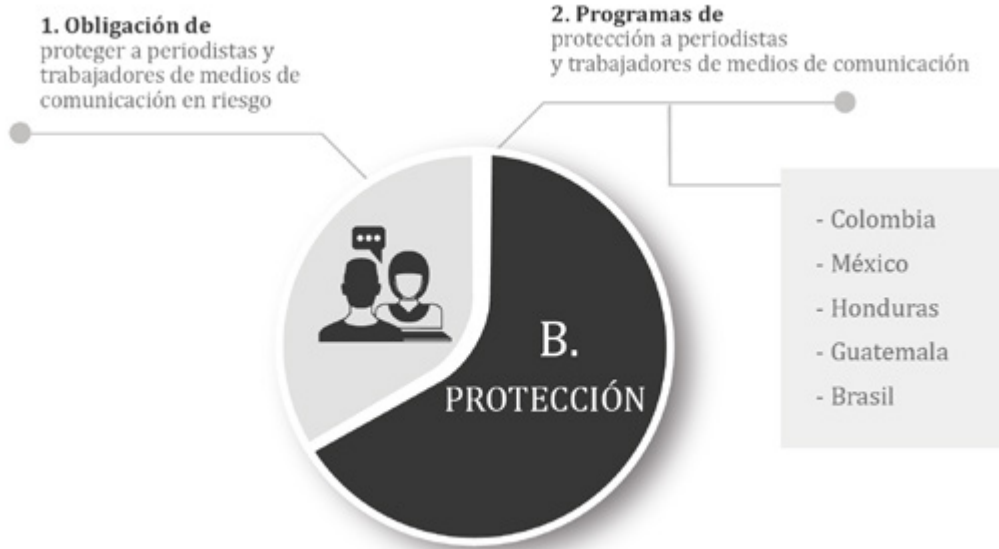 1. Obligación de
proteger a periodistas y
trabajadores de medios de
comunicación en riesgo
2. Programas de
protección a periodistas
y trabajadores de medios de comunicación
- Colombia
- México
- Honduras
- Guatemala
- Brasil
B.
PROTECCIÓN